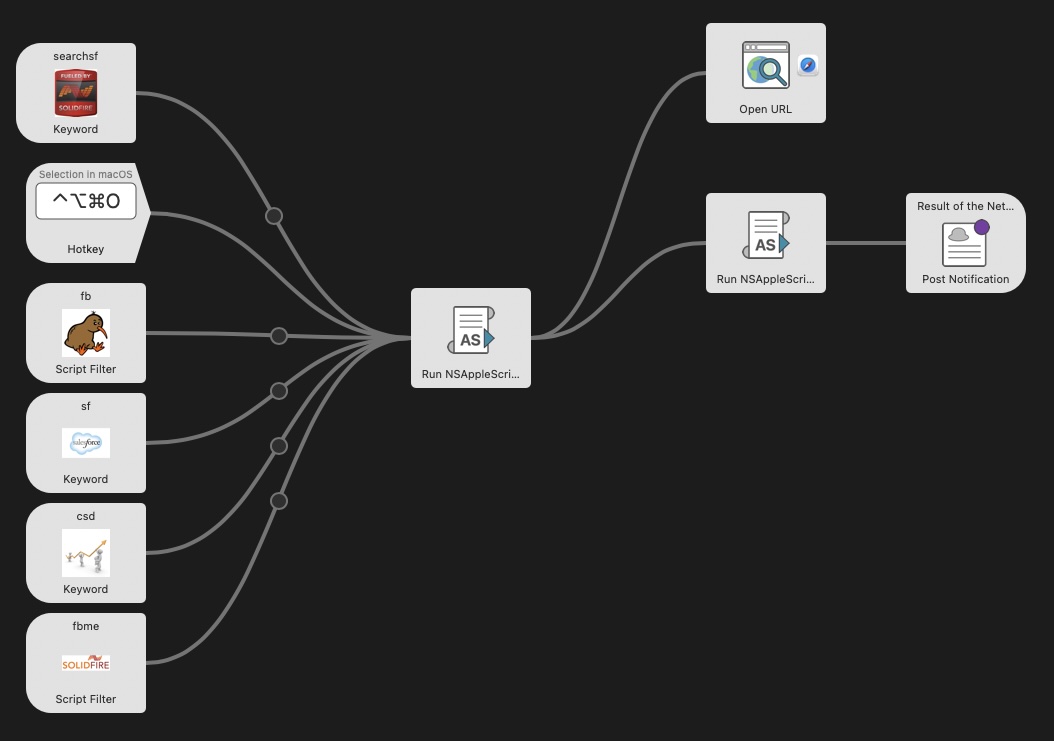 searchsf
FUELED BY
SOLIDFIRE
Keyword
Selection in macOS
^⌥⌘O
Hotkey
fb
Script Filter
sf
salesforce
Keyword
csd
Keyword
fbme
SOLIDFIRE
Script Filter
AS
Run NSAppleScri...
Open URL
AS
Run NSAppleScri...
Result of the Net...
Post Notification